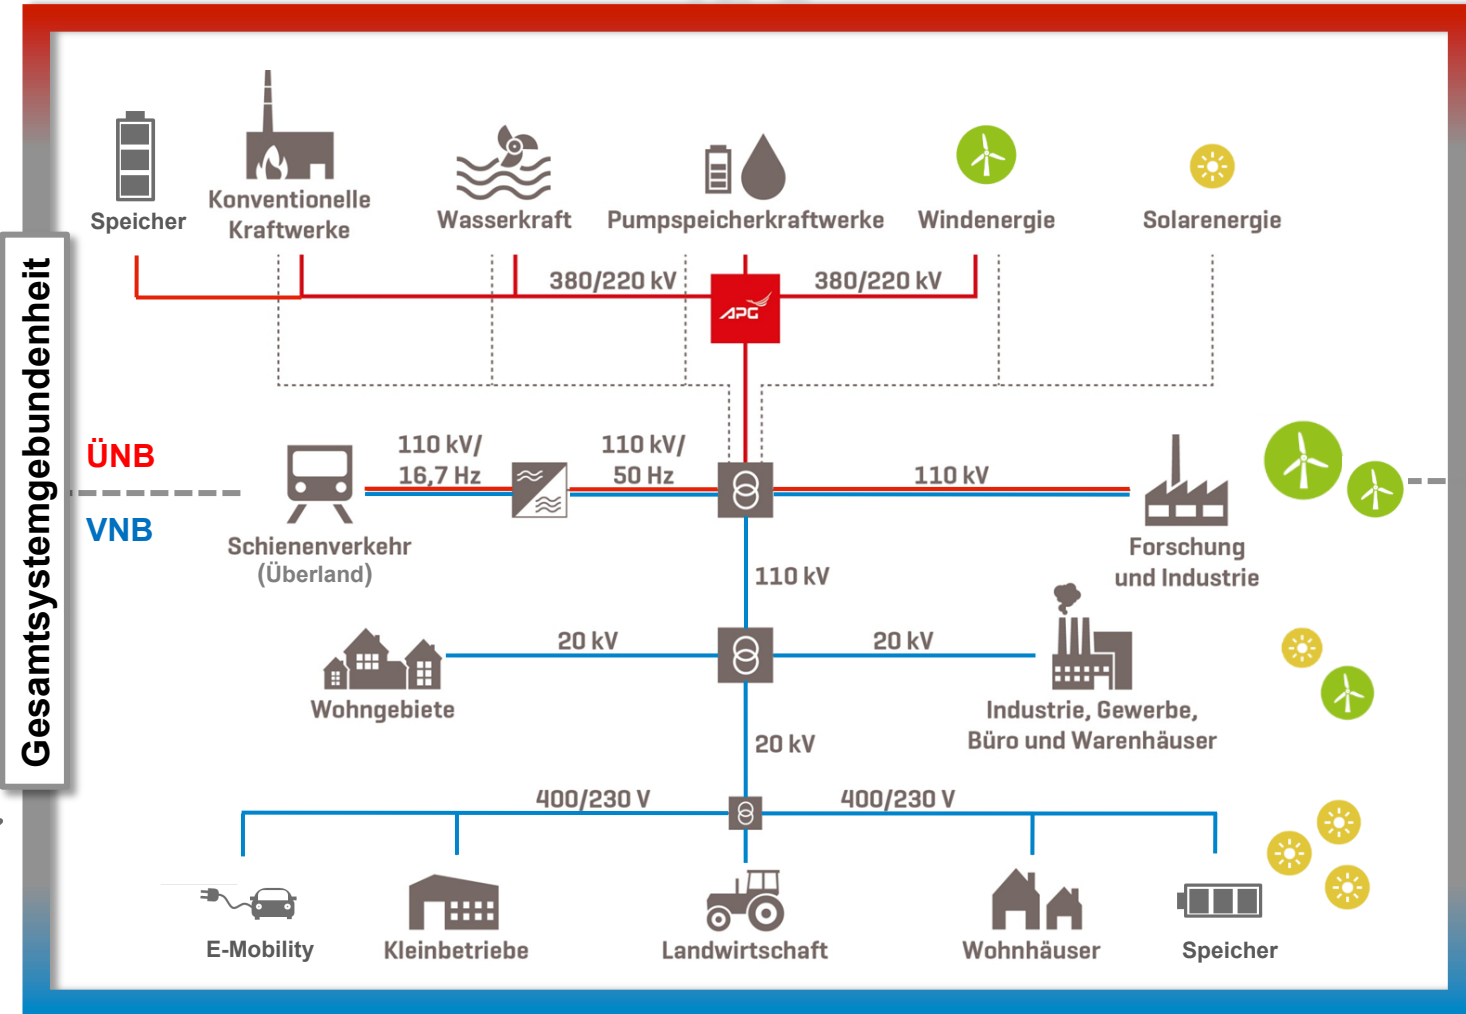 Speicher
Konventionelle
Kraftwerke
Wasserkraft
Pumpspeicherkraftwerke
Windenergie
Solarenergie
380/220 kV
380/220 kV
APG
Gesamtsystemgebundenheit
ÜNB
VNB
110 kV/
16,7 Hz
110 kV/
50 Hz
110 kV
Schienenverkehr
(Überland)
Forschung
und Industrie
110 kV
20 kV
20 kV
Wohngebiete
Industrie, Gewerbe,
Büro und Warenhäuser
20 kV
400/230 V
400/230 V
E-Mobility
Kleinbetriebe
Landwirtschaft
Wohnhäuser
Speicher